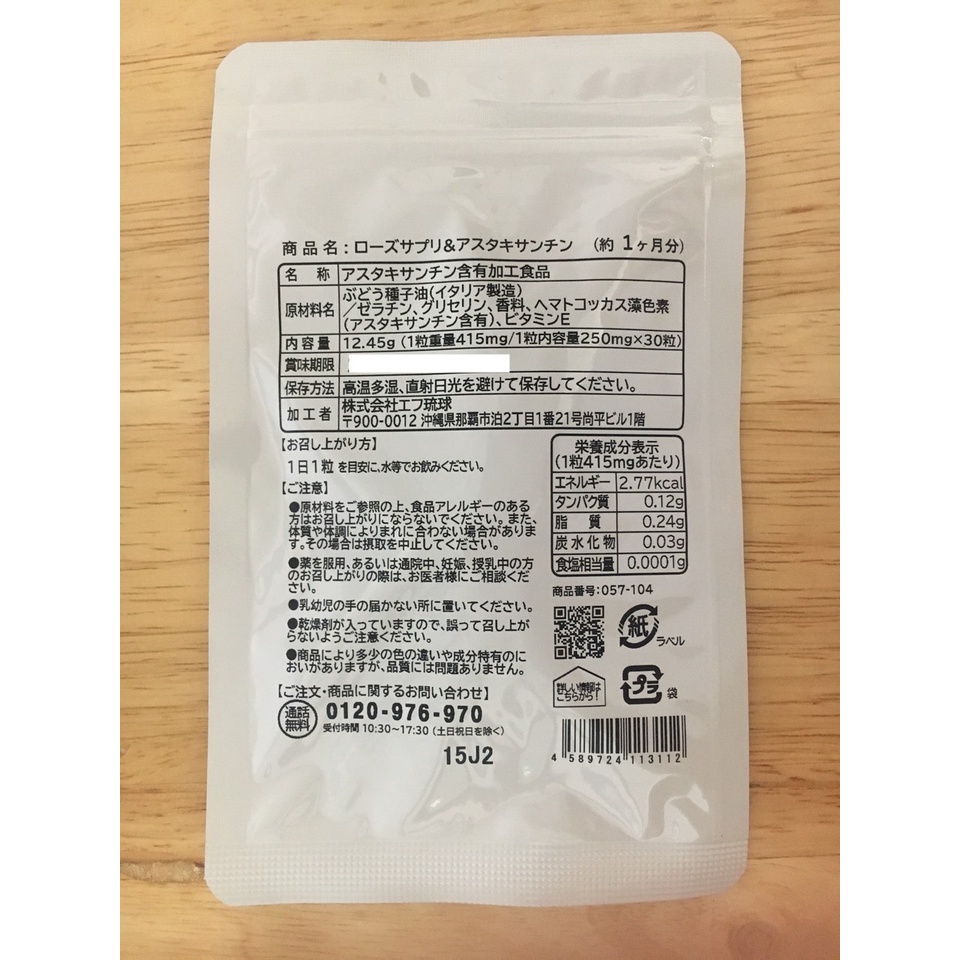 商品名：ローズサプリ&アスタキサンチン （約1ヶ月分）
名称 アスタキサンチン含有加工食品
原材料名 ぶどう種子油(イタリア製造)
／ゼラチン、グリセリン、香料、ヘマトコッカス藻色素
(アスタキサンチン含有)、ビタミンE
内容量 12.45g (1粒重量415mg/1粒内容量250mg×30粒)
賞味期限
保存方法 高温多湿、直射日光を避けて保存してください。
加工者 株式会社エフ琉球
〒900-0012 沖縄県那覇市泊2丁目1番21号尚平ビル1階
【お召し上がり方】
1日1粒 を目安に、水等でお飲みください。
【ご注意】
●原材料をご参照の上、食品アレルギーのある
方はお召し上がりにならないでください。また、
体質や体調によりまれに合わない場合がありま
す。その場合は摂取を中止してください。
●薬を服用、あるいは通院中、妊娠、授乳中の方
のお召し上がりの際は、お医者様にご相談くだ
さい。
●乳幼児の手の届かない所に置いてください。
●乾燥剤が入っていますので、誤って召し上が
らないようご注意ください。
●商品により多少の色の違いや成分特有のに
おいがありますが、品質には問題ありません。
【ご注文・商品に関するお問い合わせ】
通話無料 0120-976-970
受付時間 10:30〜17:30 (土日祝日を除く)
15J2
栄養成分表示
(1粒415mgあたり)
エネルギー 2.77kcal
タンパク質 0.12g
脂質 0.24g
炭水化物 0.03g
食塩相当量 0.0001g
商品番号:057-104
紙 ラベル
詳しい情報は
こちらから!
プラ 袋
4 589724 113112